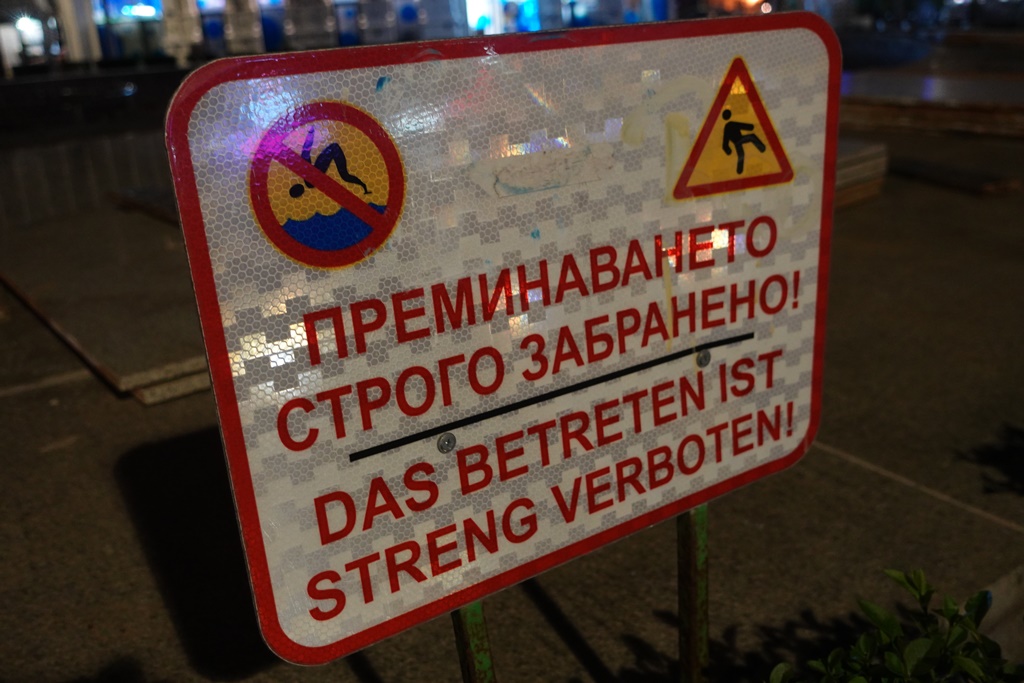 ПРЕМИНАВАНЕТО
СТРОГО ЗАБРАНЕНО!
DAS BETRETEN IST
STRENG VERBOTEN!